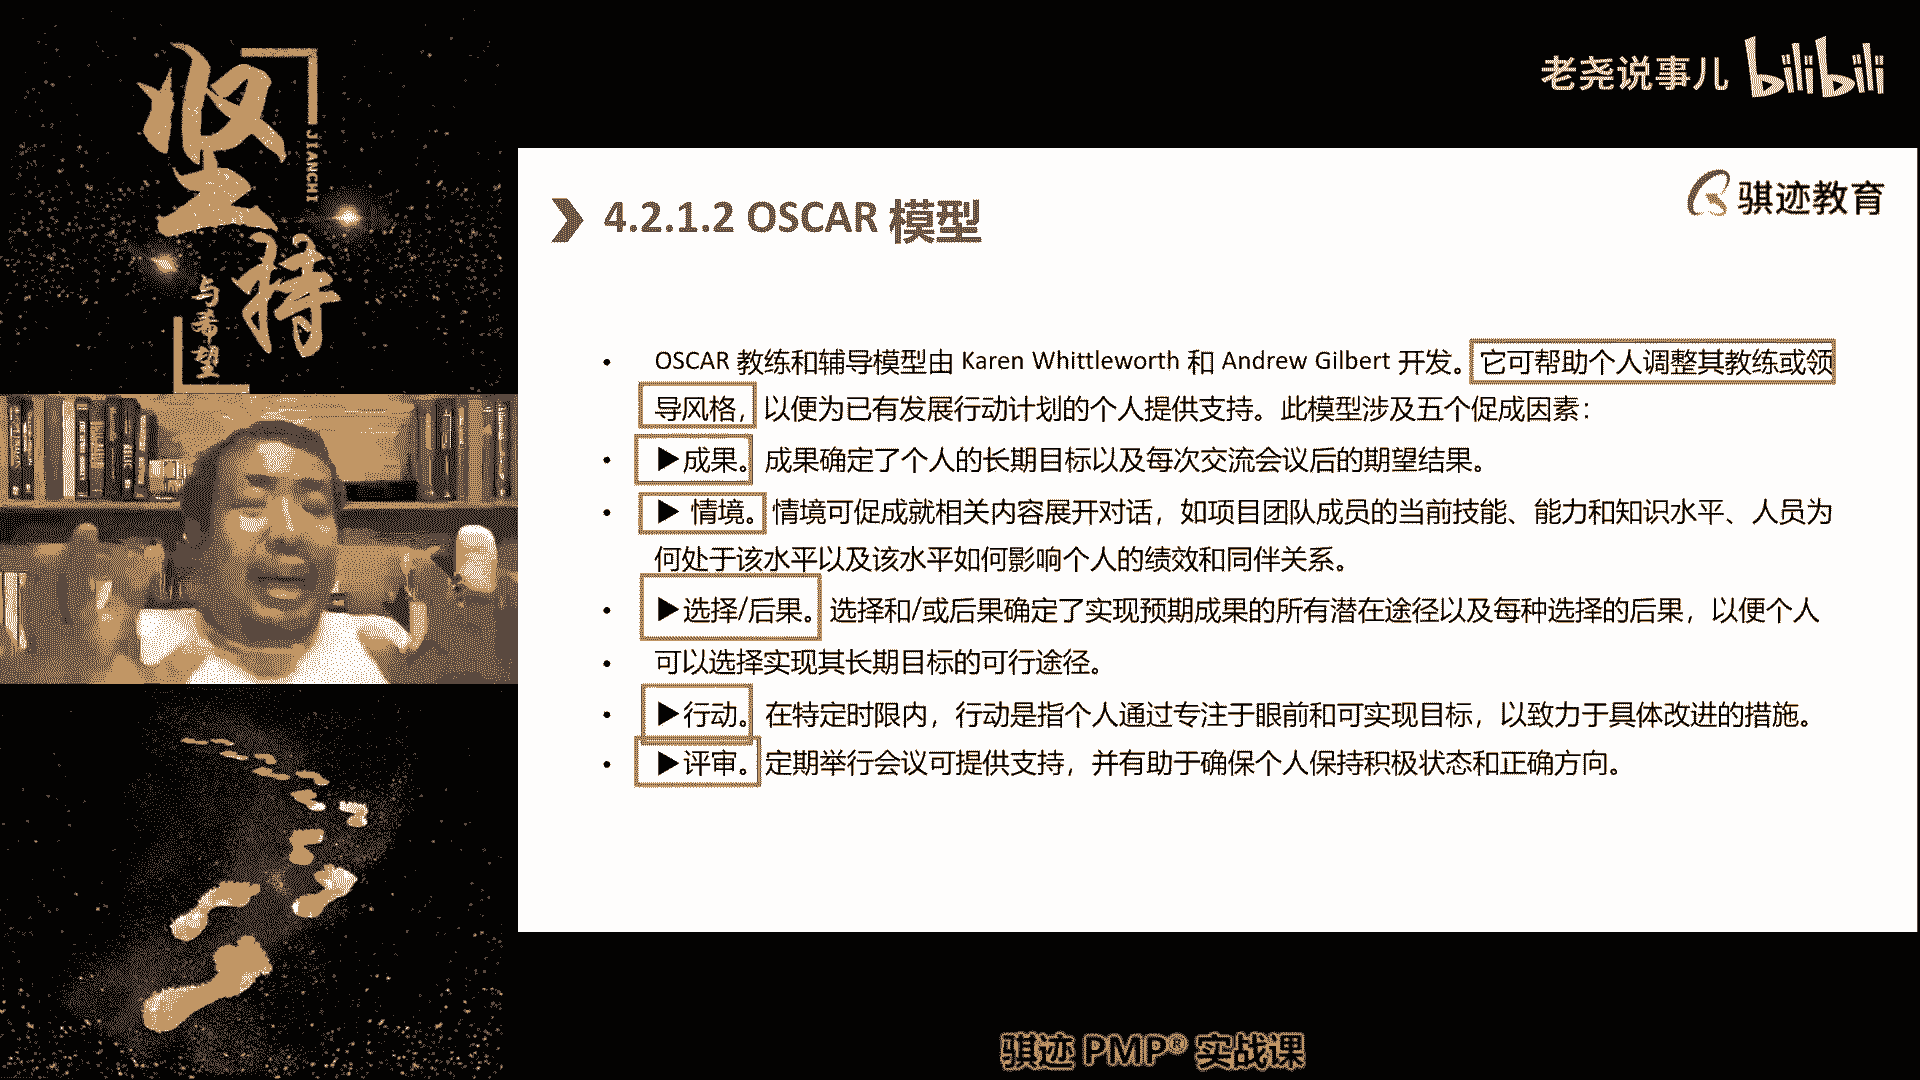 坚持
JIANCHI
与希望
老尧说事儿 bilibili
骐迹教育
4.2.1.2 OSCAR 模型
• OSCAR 教练和辅导模型由 Karen Whittleworth 和 Andrew Gilbert 开发。它可帮助个人调整其教练或领
导风格，以便为已有发展行动计划的个人提供支持。此模型涉及五个促成因素：
• ▶成果。成果确定了个人的长期目标以及每次交流会议后的期望结果。
• ▶ 情境。情境可促成就相关内容展开对话，如项目团队成员的当前技能、能力和知识水平、人员为
何处于该水平以及该水平如何影响个人的绩效和同伴关系。
• ▶选择/后果。选择和/或后果确定了实现预期成果的所有潜在途径以及每种选择的后果，以便个人
• 可以选择实现其长期目标的可行途径。
• ▶行动。在特定时限内，行动是指个人通过专注于眼前和可实现目标，以致力于具体改进的措施。
• ▶评审。定期举行会议可提供支持，并有助于确保个人保持积极状态和正确方向。
骐迹 PMP® 实战课